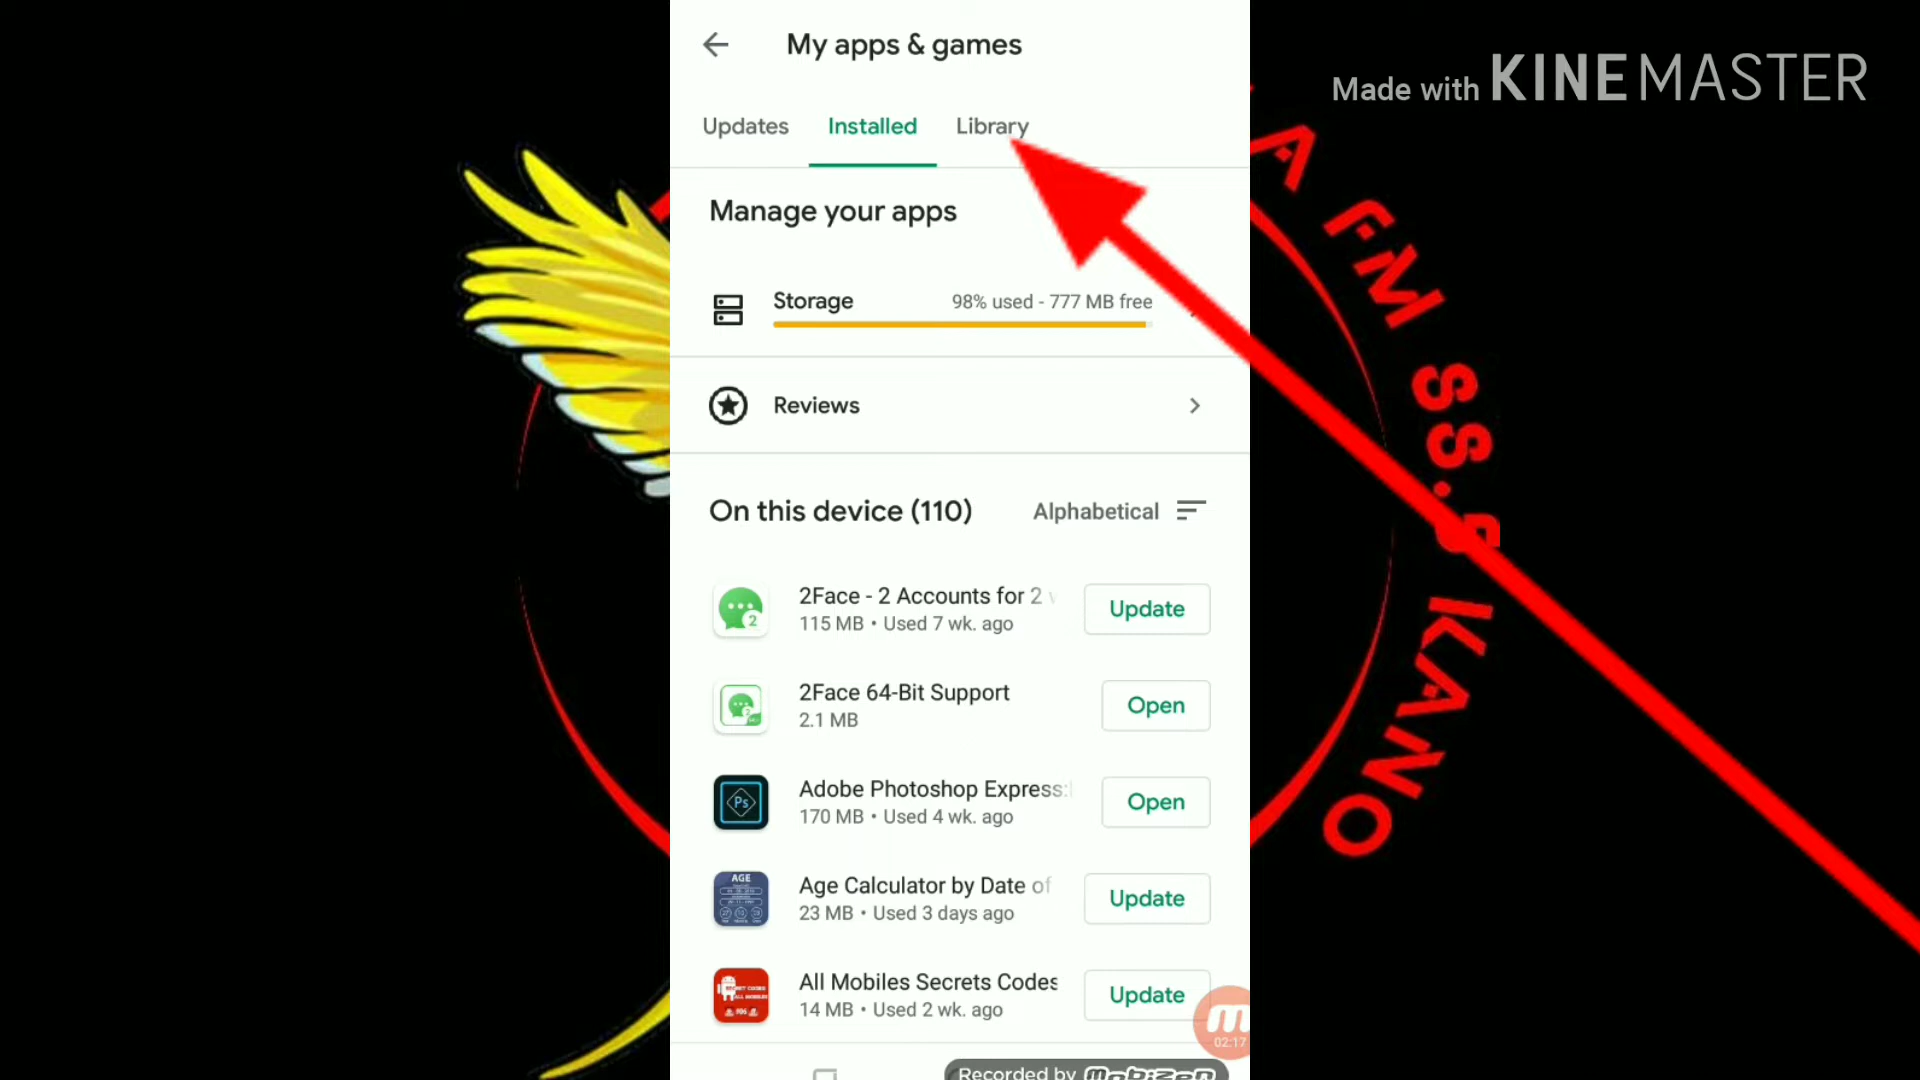 My apps & games
Made with KINEMASTER
Updates Installed Library
Manage your apps
Storage 98% used - 777 MB free
Reviews
On this device (110) Alphabetical
2Face - 2 Accounts for 2
115 MB • Used 7 wk. ago
Update
2Face 64-Bit Support
2.1 MB
Open
Ps
Adobe Photoshop Express:
170 MB • Used 4 wk. ago
Open
AGE
Age Calculator by Date of
23 MB • Used 3 days ago
Update
All Mobiles Secrets Codes
14 MB • Used 2 wk. ago
Update
02:17
Recorded by Mobizen
A FM SS.
KANO